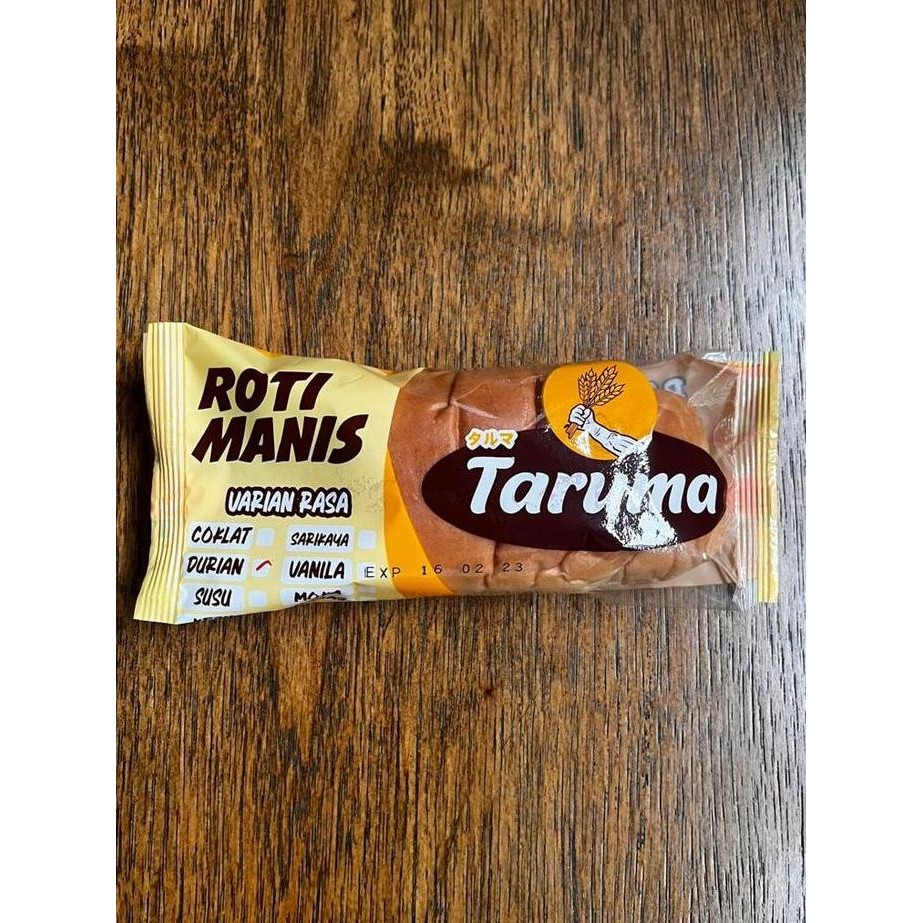 ROTI
MANIS
VARIAN RASA
COKLAT
SARIKAYA
DURIAN
VANILA
SUSU
EXP 16 02 23
タルマ
Taruma